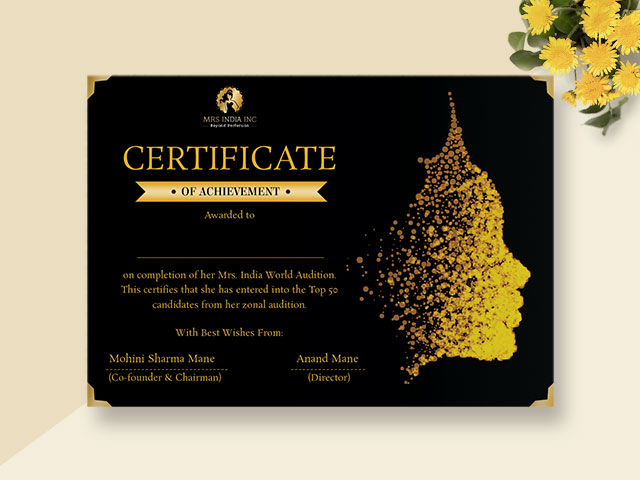 MRS INDIA INC
Beyond Perfection
CERTIFICATE
• OF ACHIEVEMENT •
Awarded to
on completion of her Mrs. India World Audition.
This certifies that she has entered into the Top 50
candidates from her zonal audition.
With Best Wishes From:
Mohini Sharma Mane
Anand Mane
(Co-founder & Chairman)
(Director)